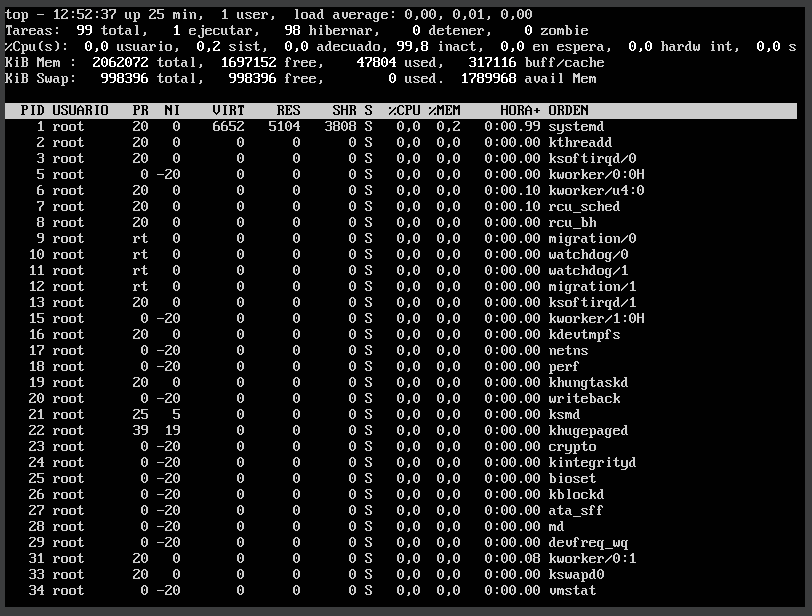 top - 12:52:37 up 25 min,  1 user,  load average: 0,00, 0,01, 0,00
Tareas:  99 total,   1 ejecutar,   98 hibernar,    0 detener,    0 zombie
%Cpu(s):  0,0 usuario,  0,2 sist,  0,0 adecuado, 99,8 inact,  0,0 en espera,  0,0 hardw int,  0,0 s
KiB Mem :  2062072 total,  1697152 free,    47804 used,   317116 buff/cache
KiB Swap:   998396 total,   998396 free,        0 used.  1789968 avail Mem
PID USUARIO   PR  NI    VIRT    RES    SHR S  %CPU %MEM     HORA+ ORDEN
1 root      20   0    6652   5104   3808 S   0,0  0,2   0:00.99 systemd
2 root      20   0       0      0      0 S   0,0  0,0   0:00.00 kthreadd
3 root      20   0       0      0      0 S   0,0  0,0   0:00.00 ksoftirqd/0
5 root       0 -20       0      0      0 S   0,0  0,0   0:00.00 kworker/0:0H
6 root      20   0       0      0      0 S   0,0  0,0   0:00.10 kworker/u4:0
7 root      20   0       0      0      0 S   0,0  0,0   0:00.10 rcu_sched
8 root      20   0       0      0      0 S   0,0  0,0   0:00.00 rcu_bh
9 root      rt   0       0      0      0 S   0,0  0,0   0:00.00 migration/0
10 root      rt   0       0      0      0 S   0,0  0,0   0:00.00 watchdog/0
11 root      rt   0       0      0      0 S   0,0  0,0   0:00.00 watchdog/1
12 root      rt   0       0      0      0 S   0,0  0,0   0:00.00 migration/1
13 root      20   0       0      0      0 S   0,0  0,0   0:00.00 ksoftirqd/1
15 root       0 -20       0      0      0 S   0,0  0,0   0:00.00 kworker/1:0H
16 root      20   0       0      0      0 S   0,0  0,0   0:00.00 kdevtmpfs
17 root       0 -20       0      0      0 S   0,0  0,0   0:00.00 netns
18 root       0 -20       0      0      0 S   0,0  0,0   0:00.00 perf
19 root      20   0       0      0      0 S   0,0  0,0   0:00.00 khungtaskd
20 root       0 -20       0      0      0 S   0,0  0,0   0:00.00 writeback
21 root      25   5       0      0      0 S   0,0  0,0   0:00.00 ksmd
22 root      39  19       0      0      0 S   0,0  0,0   0:00.00 khugepaged
23 root       0 -20       0      0      0 S   0,0  0,0   0:00.00 crypto
24 root       0 -20       0      0      0 S   0,0  0,0   0:00.00 kintegrityd
25 root       0 -20       0      0      0 S   0,0  0,0   0:00.00 bioset
26 root       0 -20       0      0      0 S   0,0  0,0   0:00.00 kblockd
27 root       0 -20       0      0      0 S   0,0  0,0   0:00.00 ata_sff
28 root       0 -20       0      0      0 S   0,0  0,0   0:00.00 md
29 root       0 -20       0      0      0 S   0,0  0,0   0:00.00 devfreq_wq
31 root      20   0       0      0      0 S   0,0  0,0   0:00.08 kworker/0:1
33 root      20   0       0      0      0 S   0,0  0,0   0:00.00 kswapd0
34 root       0 -20       0      0      0 S   0,0  0,0   0:00.00 vmstat